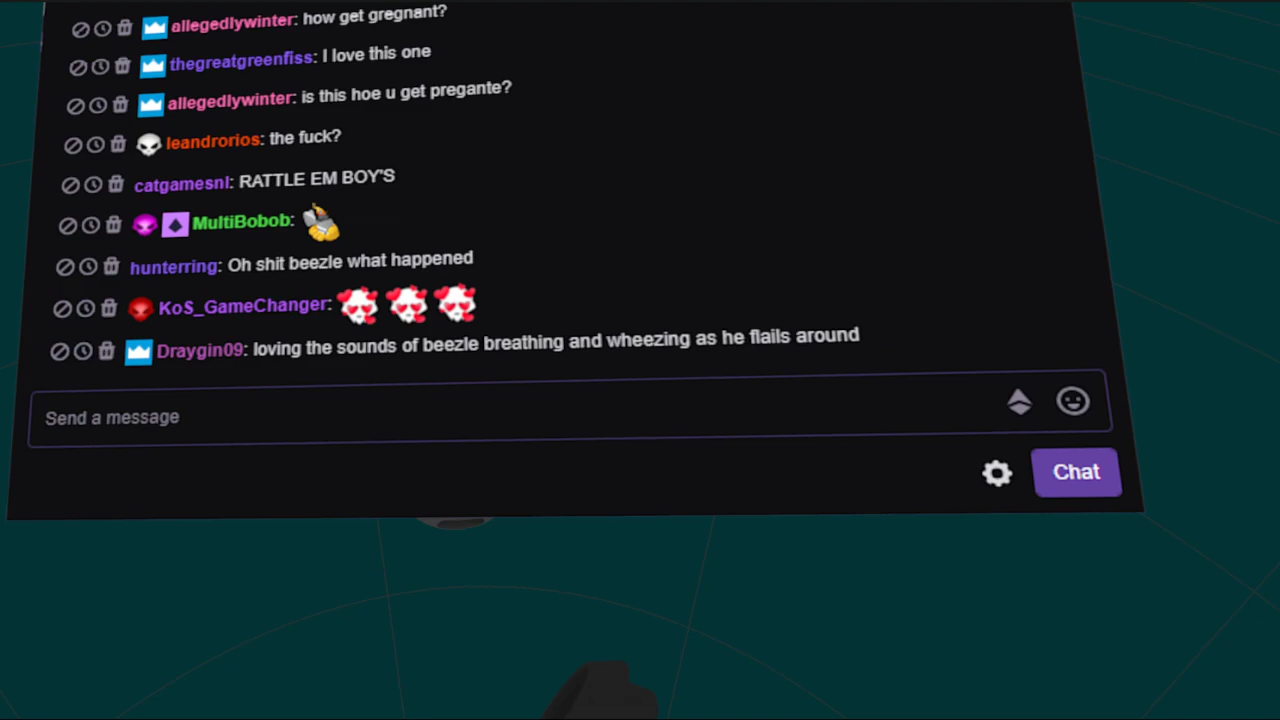 allegedlywinter: how get gregnant?
thegreatgreenfiss: I love this one
allegedlywinter: is this hoe u get pregante?
leandrorios: the fuck?
catgamesnl: RATTLE EM BOY'S
MultiBobob:
hunterring: Oh shit beezle what happened
KoS_GameChanger:
Draygin09: loving the sounds of beezle breathing and wheezing as he flails around
Send a message
Chat